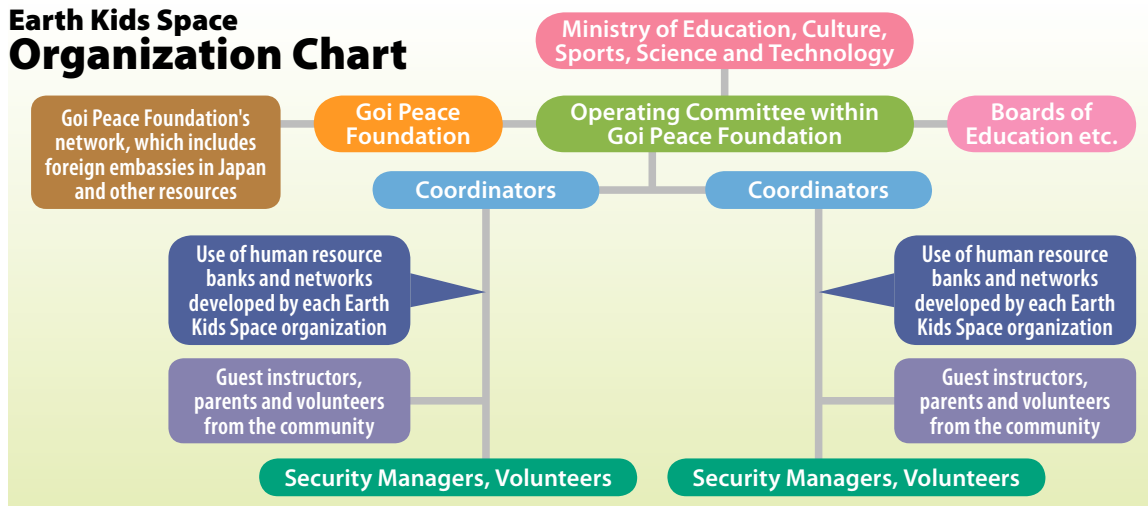 Earth Kids Space
Organization Chart
Ministry of Education, Culture,
Sports, Science and Technology
Goi Peace Foundation's
network, which includes
foreign embassies in Japan
and other resources
Goi Peace
Foundation
Operating Committee within
Goi Peace Foundation
Boards of
Education etc.
Coordinators
Coordinators
Use of human resource
banks and networks
developed by each Earth
Kids Space organization
Use of human resource
banks and networks
developed by each Earth
Kids Space organization
Guest instructors,
parents and volunteers
from the community
Guest instructors,
parents and volunteers
from the community
Security Managers, Volunteers
Security Managers, Volunteers